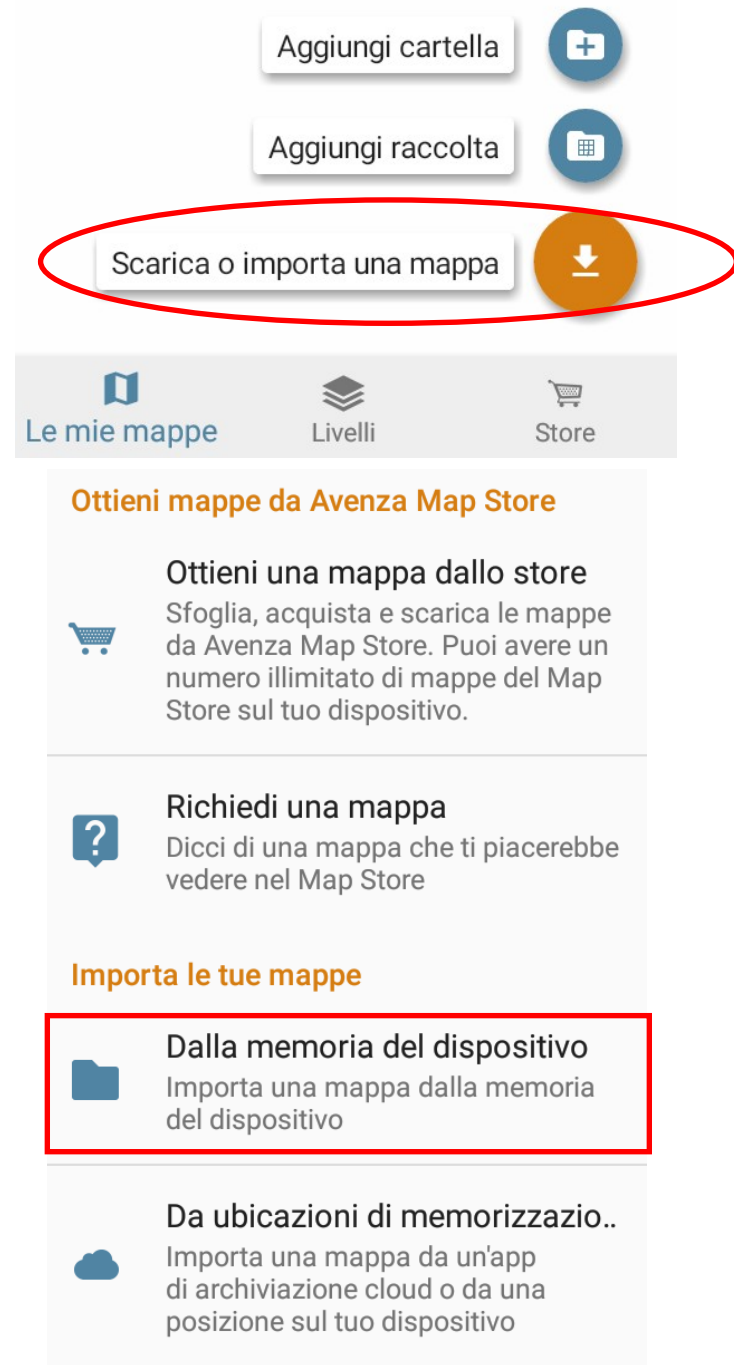 Aggiungi cartella
Aggiungi raccolta
Scarica o importa una mappa
Le mie mappe
Livelli
Store
Ottieni mappe da Avenza Map Store
Ottieni una mappa dallo store
Sfoglia, acquista e scarica le mappe
da Avenza Map Store. Puoi avere un
numero illimitato di mappe del Map
Store sul tuo dispositivo.
Richiedi una mappa
Dicci di una mappa che ti piacerebbe
vedere nel Map Store
Importa le tue mappe
Dalla memoria del dispositivo
Importa una mappa dalla memoria
del dispositivo
Da ubicazioni di memorizzazio..
Importa una mappa da un'app
di archiviazione cloud o da una
posizione sul tuo dispositivo